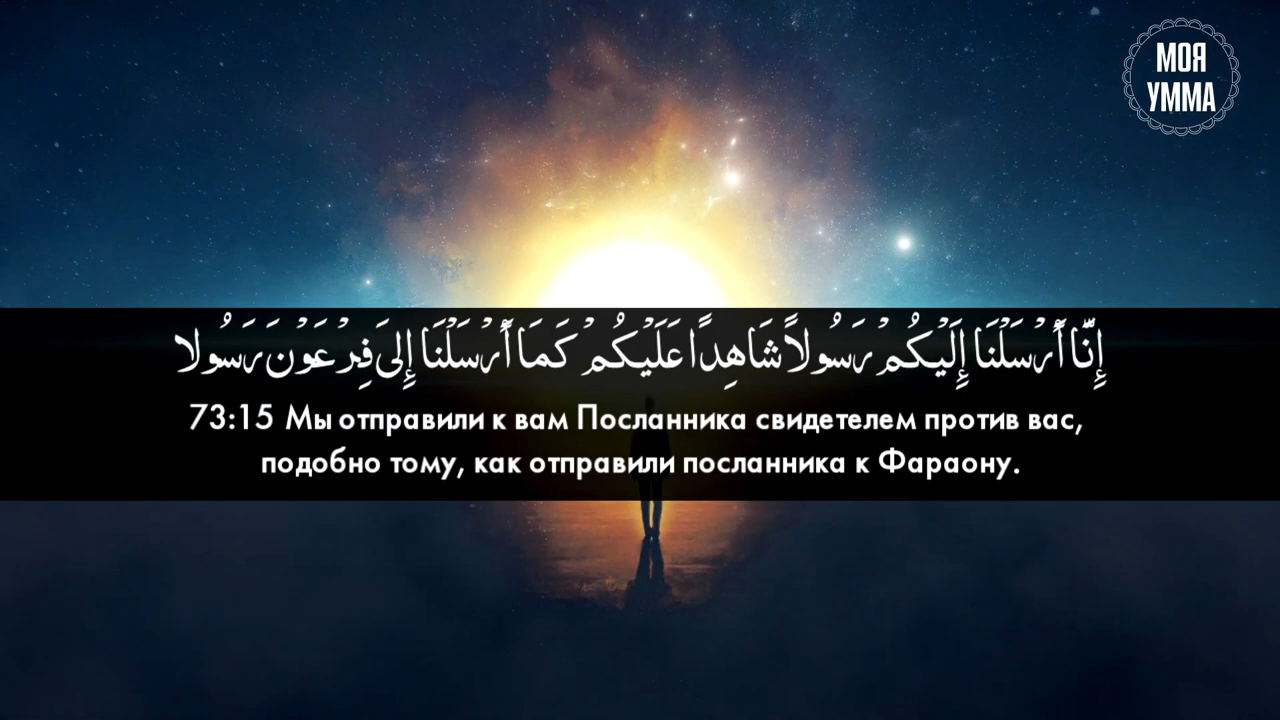 МОЯ
УММА
إِنَّا أَرْسَلْنَا إِلَيْكُمْ رَسُولًا شَاهِدًا عَلَيْكُمْ كَمَا أَرْسَلْنَا إِلَى فِرْعَوْنَ رَسُولا
73:15 Мы отправили к вам Посланника свидетелем против вас,
подобно тому, как отправили посланника к Фараону.